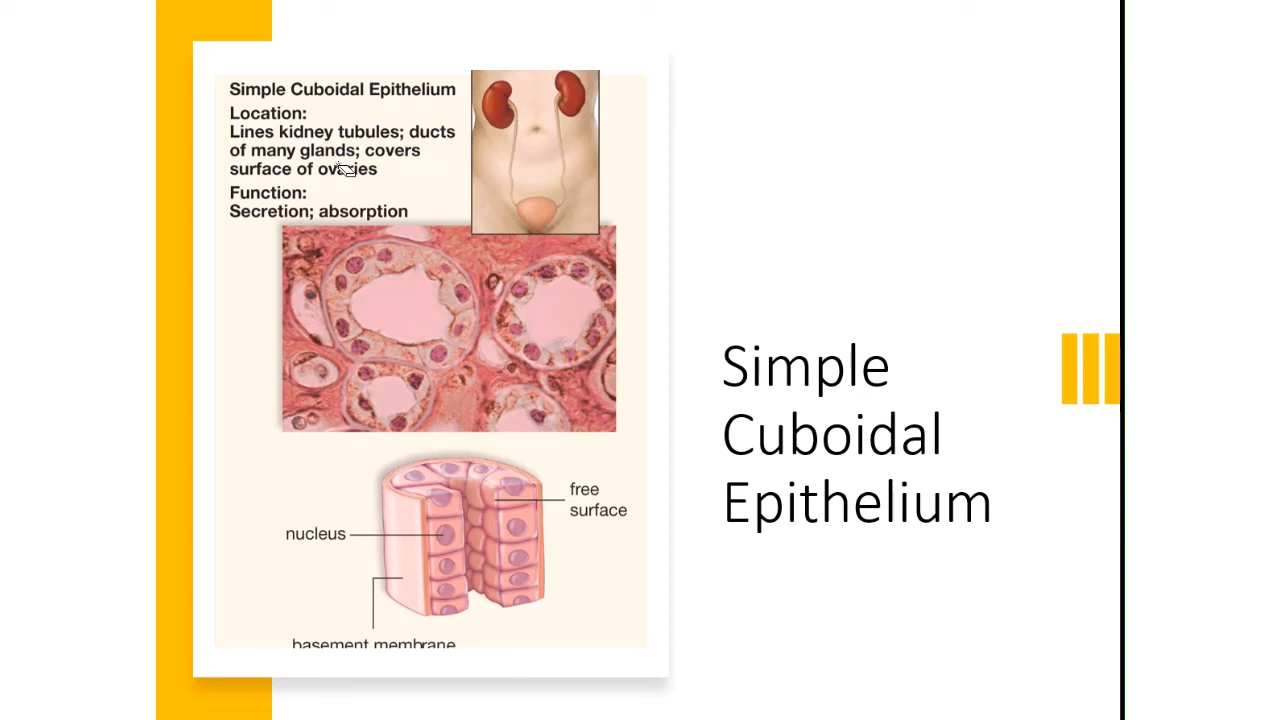 Simple Cuboidal Epithelium
Location:
Lines kidney tubules; ducts
of many glands; covers
surface of ovaries
Function:
Secretion; absorption
free
surface
nucleus
basement membrane
Simple
Cuboidal
Epithelium